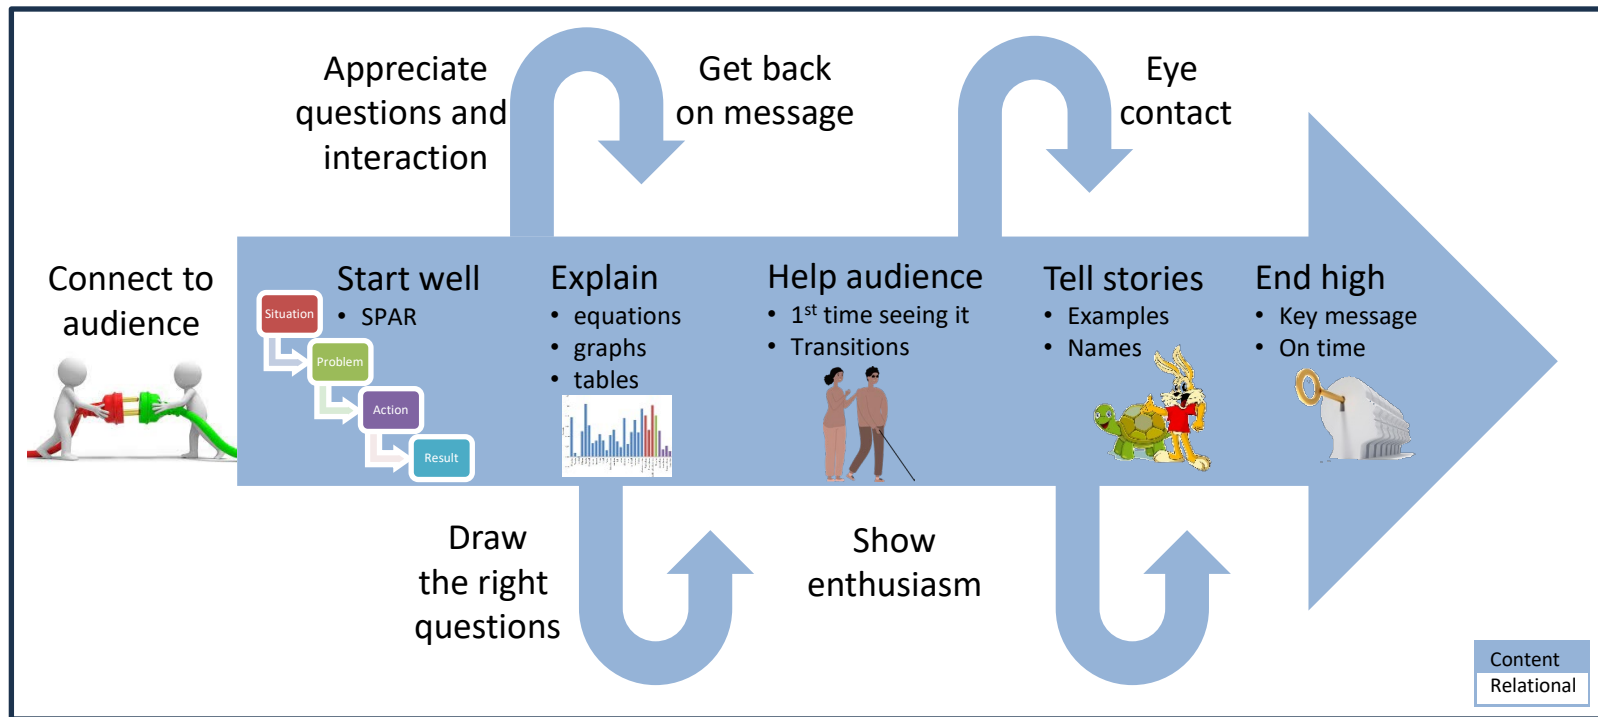 Appreciate
questions and
interaction
Get back
on message
Eye
contact
Connect to
audience
Start well
• SPAR
Situation
Problem
Action
Result
Explain
• equations
• graphs
• tables
Help audience
• 1st time seeing it
• Transitions
Tell stories
• Examples
• Names
End high
• Key message
• On time
Draw
the right
questions
Show
enthusiasm
Content
Relational